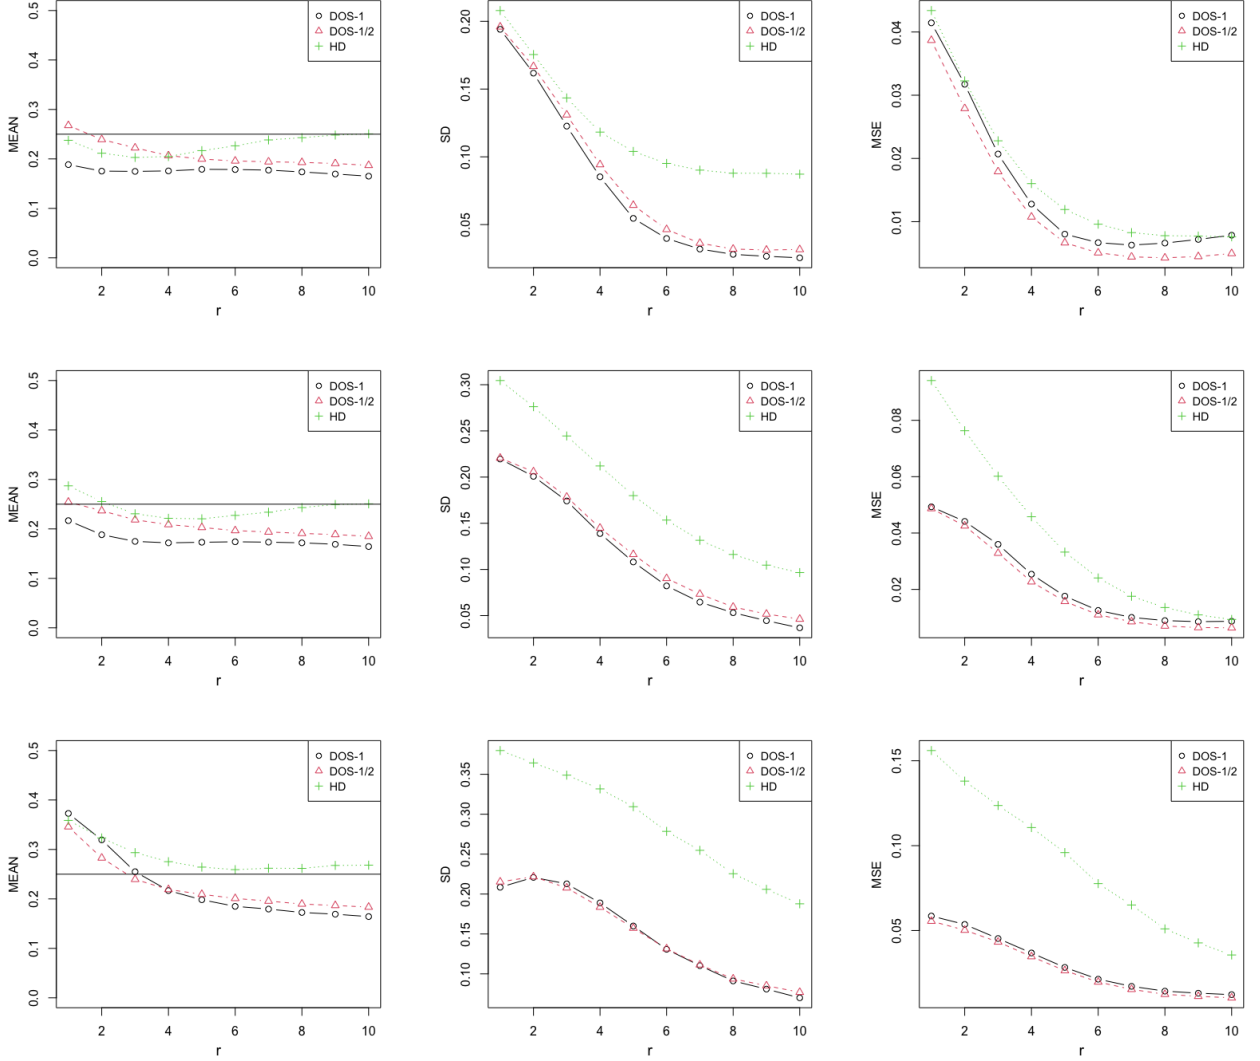 DOS-1
DOS-1/2
HD
MEAN
0.0 0.1 0.2 0.3 0.4 0.5
2 4 6 8 10
r
DOS-1
DOS-1/2
HD
SD
0.05 0.10 0.15 0.20
2 4 6 8 10
r
DOS-1
DOS-1/2
HD
MSE
0.01 0.02 0.03 0.04
2 4 6 8 10
r
DOS-1
DOS-1/2
HD
MEAN
0.0 0.1 0.2 0.3 0.4 0.5
2 4 6 8 10
r
DOS-1
DOS-1/2
HD
SD
0.05 0.10 0.15 0.20 0.25 0.30
2 4 6 8 10
r
DOS-1
DOS-1/2
HD
MSE
0.02 0.04 0.06 0.08
2 4 6 8 10
r
DOS-1
DOS-1/2
HD
MEAN
0.0 0.1 0.2 0.3 0.4 0.5
2 4 6 8 10
r
DOS-1
DOS-1/2
HD
SD
0.10 0.15 0.20 0.25 0.30 0.35
2 4 6 8 10
r
DOS-1
DOS-1/2
HD
MSE
0.05 0.10 0.15
2 4 6 8 10
r